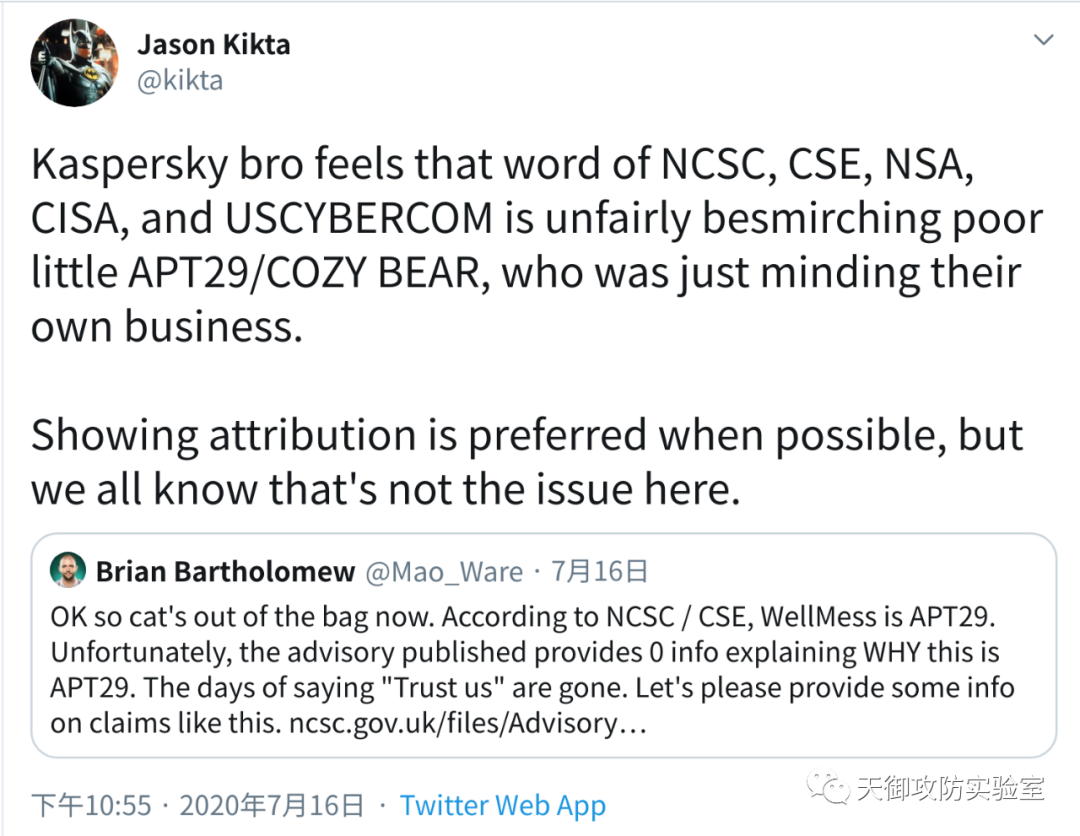 Jason Kikta
@kikta
Kaspersky bro feels that word of NCSC, CSE, NSA,
CISA, and USCYBERCOM is unfairly besmirching poor
little APT29/COZY BEAR, who was just minding their
own business.
Showing attribution is preferred when possible, but
we all know that's not the issue here.
Brian Bartholomew @Mao_Ware · 7月16日
OK so cat's out of the bag now. According to NCSC / CSE, WellMess is APT29.
Unfortunately, the advisory published provides 0 info explaining WHY this is
APT29. The days of saying "Trust us" are gone. Let's please provide some info
on claims like this. ncsc.gov.uk/files/Advisory…
下午10:55 · 2020年7月16日 · Twitter Web App
天御攻防实验室